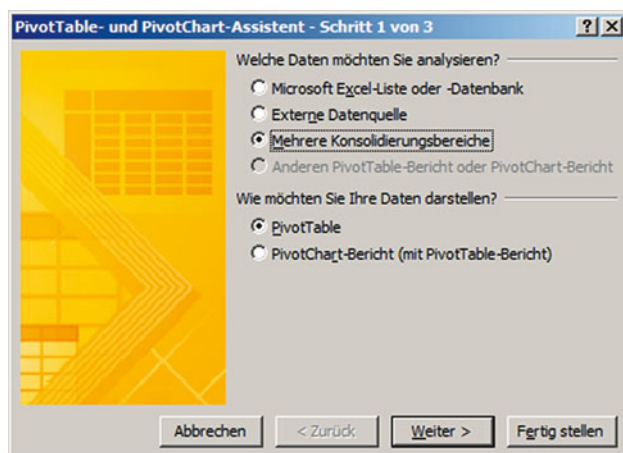 PivotTable- und PivotChart-Assistent - Schritt 1 von 3
Welche Daten möchten Sie analysieren?
Microsoft Excel-Liste oder -Datenbank
Externe Datenquelle
Mehrere Konsolidierungsbereiche
Anderen PivotTable-Bericht oder PivotChart-Bericht
Wie möchten Sie Ihre Daten darstellen?
PivotTable
PivotChart-Bericht (mit PivotTable-Bericht)
Abbrechen < Zurück Weiter > Fertig stellen